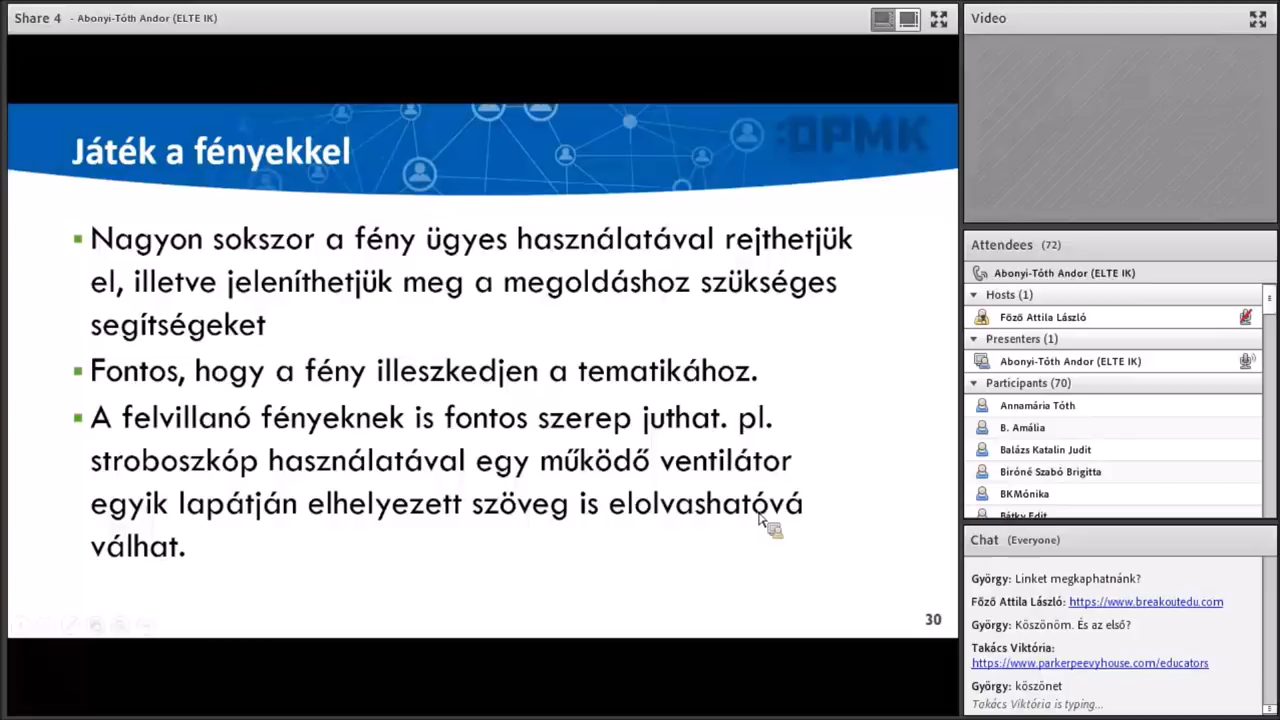 Share 4 - Abonyi-Tóth Andor (ELTE IK)
:OPMK
Játék a fényekkel
Nagyon sokszor a fény ügyes használatával rejthetjük
el, illetve jeleníthetjük meg a megoldáshoz szükséges
segítségeket
Fontos, hogy a fény illeszkedjen a tematikához.
A felvillanó fényeknek is fontos szerep juthat. pl.
stroboszkóp használatával egy működő ventilátor
egyik lapátján elhelyezett szöveg is elolvashatóvá
válhat.
30
Video
Attendees (72)
Abonyi-Tóth Andor (ELTE IK)
Hosts (1)
Főző Attila László
Presenters (1)
Abonyi-Tóth Andor (ELTE IK)
Participants (70)
Annamária Tóth
B. Amália
Balázs Katalin Judit
Biróné Szabó Brigitta
BKMónika
Bátky Edit
Chat (Everyone)
György: Linket megkaphatnánk?
Főző Attila László: https://www.breakoutedu.com
György: Köszönöm. És az első?
Takács Viktória:
https://www.parkerpeevyhouse.com/educators
György: köszönet
Takács Viktória is typing...